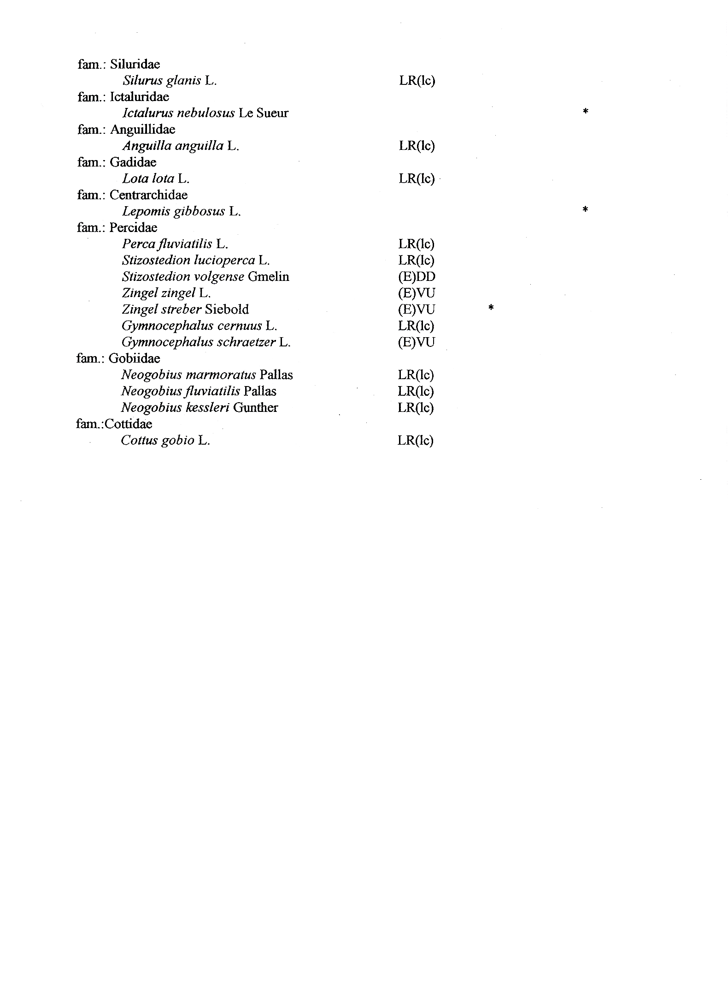 fam.: Siluridae
Silurus glanis L. LR(lc)
fam.: Ictaluridae
Ictalurus nebulosus Le Sueur *
fam.: Anguillidae
Anguilla anguilla L. LR(lc)
fam.: Gadidae
Lota lota L. LR(lc)
fam.: Centrarchidae
Lepomis gibbosus L. *
fam.: Percidae
Perca fluviatilis L. LR(lc)
Stizostedion lucioperca L. LR(lc)
Stizostedion volgense Gmelin (E)DD
Zingel zingel L. (E)VU
Zingel streber Siebold (E)VU *
Gymnocephalus cernuus L. LR(lc)
Gymnocephalus schraetzer L. (E)VU
fam.: Gobiidae
Neogobius marmoratus Pallas LR(lc)
Neogobius fluviatilis Pallas LR(lc)
Neogobius kessleri Gunther LR(lc)
fam.:Cottidae
Cottus gobio L. LR(lc)